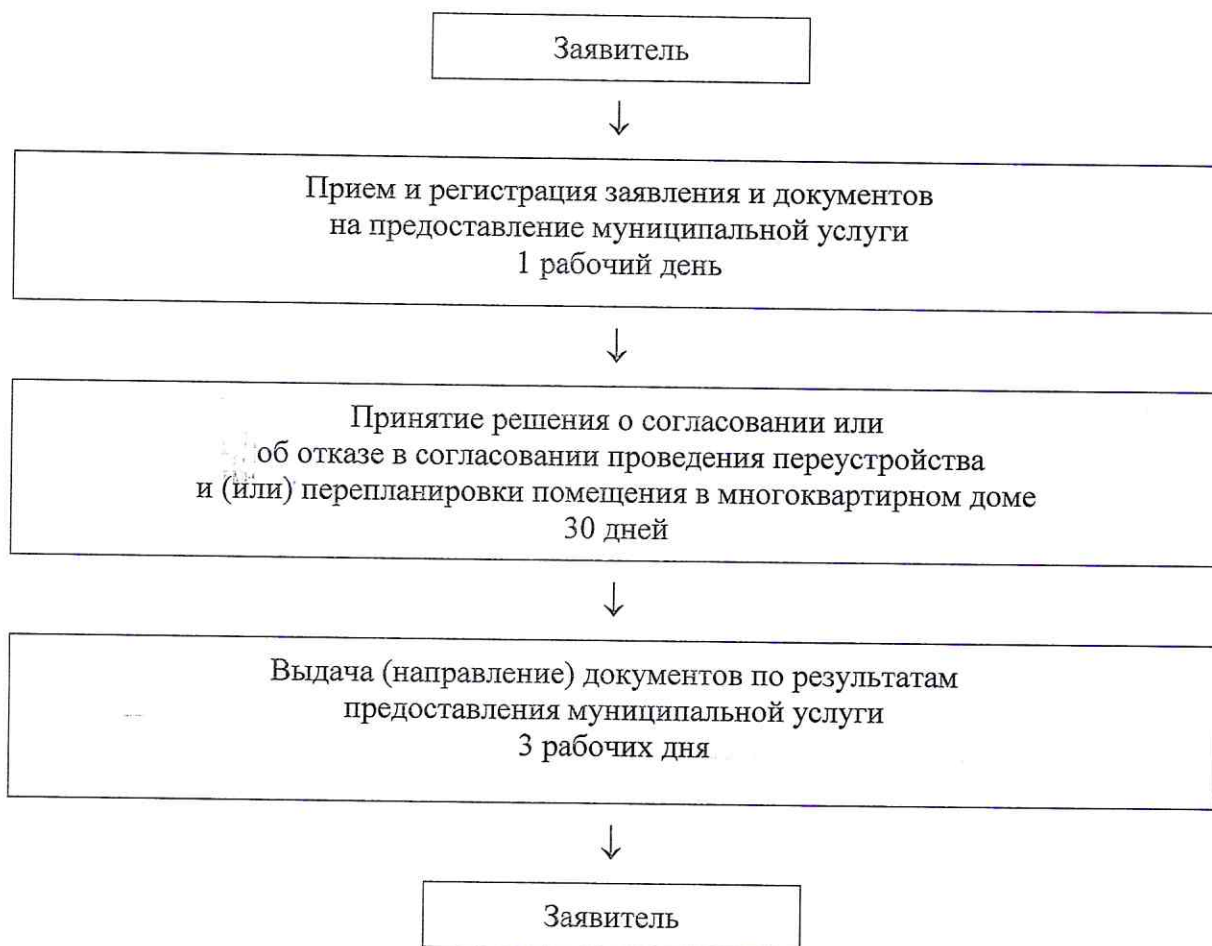 Заявитель
↓
Прием и регистрация заявления и документов
на предоставление муниципальной услуги
1 рабочий день
↓
Принятие решения о согласовании или
об отказе в согласовании проведения переустройства
и (или) перепланировки помещения в многоквартирном доме
30 дней
↓
Выдача (направление) документов по результатам
предоставления муниципальной услуги
3 рабочих дня
↓
Заявитель